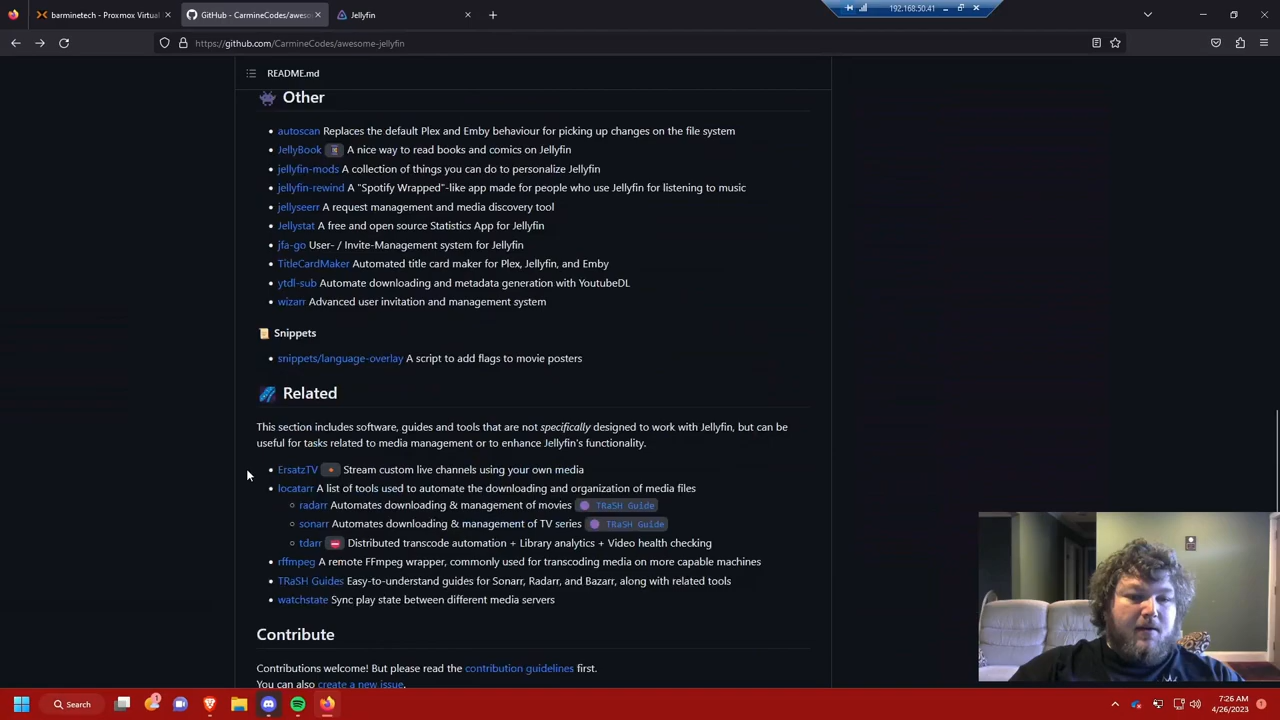 barminetech - Proxmox Virtual
GitHub - CarmineCodes/aweso
Jellyfin
192.168.50.41
https://github.com/CarmineCodes/awesome-jellyfin
README.md
Other
autoscan Replaces the default Plex and Emby behaviour for picking up changes on the file system
JellyBook A nice way to read books and comics on Jellyfin
jellyfin-mods A collection of things you can do to personalize Jellyfin
jellyfin-rewind A "Spotify Wrapped"-like app made for people who use Jellyfin for listening to music
jellyseerr A request management and media discovery tool
Jellystat A free and open source Statistics App for Jellyfin
jfa-go User- / Invite-Management system for Jellyfin
TitleCardMaker Automated title card maker for Plex, Jellyfin, and Emby
ytdl-sub Automate downloading and metadata generation with YoutubeDL
wizarr Advanced user invitation and management system
Snippets
snippets/language-overlay A script to add flags to movie posters
Related
This section includes software, guides and tools that are not specifically designed to work with Jellyfin, but can be
useful for tasks related to media management or to enhance Jellyfin's functionality.
ErsatzTV Stream custom live channels using your own media
locatarr A list of tools used to automate the downloading and organization of media files
radarr Automates downloading & management of movies TRaSH Guide
sonarr Automates downloading & management of TV series TRaSH Guide
tdarr Distributed transcode automation + Library analytics + Video health checking
rffmpeg A remote FFmpeg wrapper, commonly used for transcoding media on more capable machines
TRaSH Guides Easy-to-understand guides for Sonarr, Radarr, and Bazarr, along with related tools
watchstate Sync play state between different media servers
Contribute
Contributions welcome! But please read the contribution guidelines first.
You can also create a new issue.
Search
7:26 AM
4/26/2023